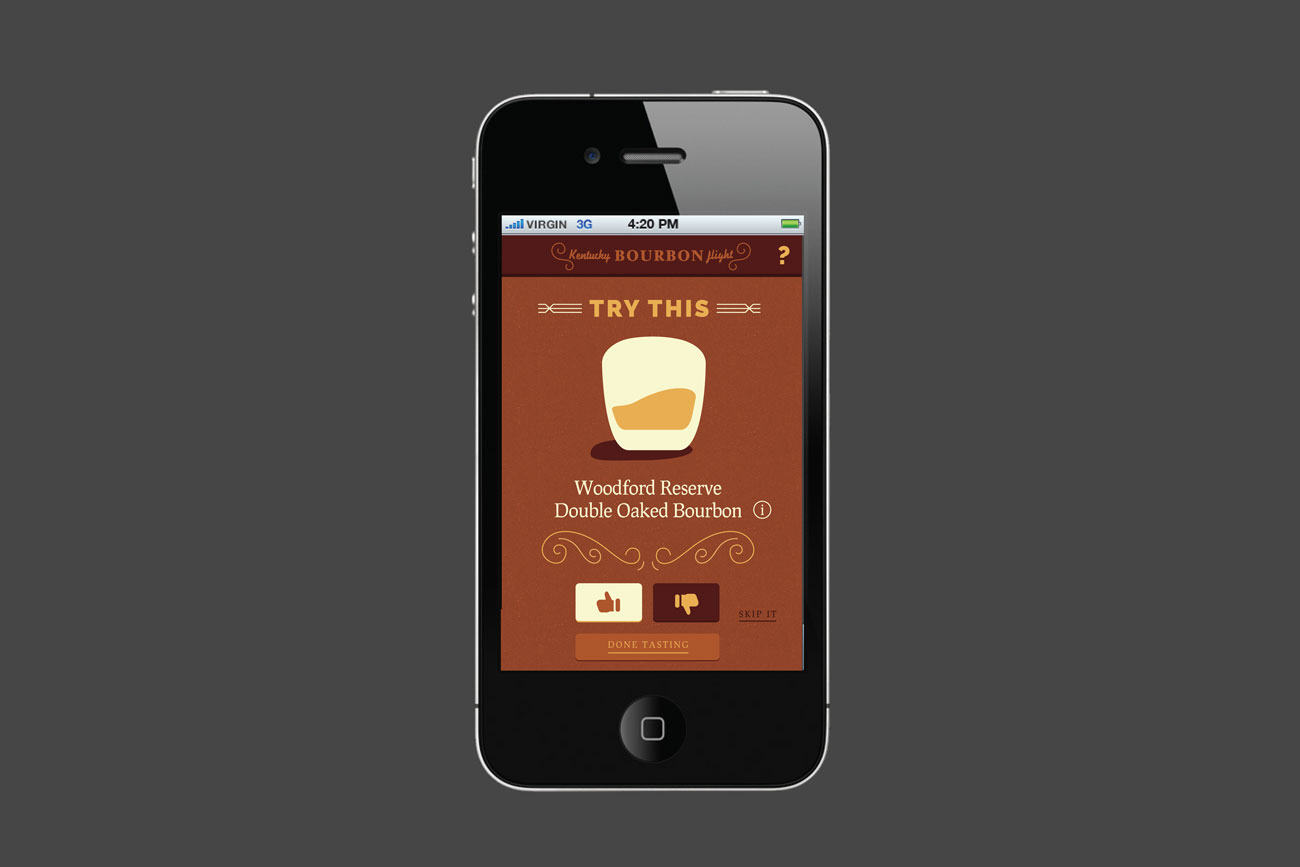 VIRGIN 3G 4:20 PM
Kentucky BOURBON flight ?
TRY THIS
Woodford Reserve
Double Oaked Bourbon i
SKIP IT
DONE TASTING